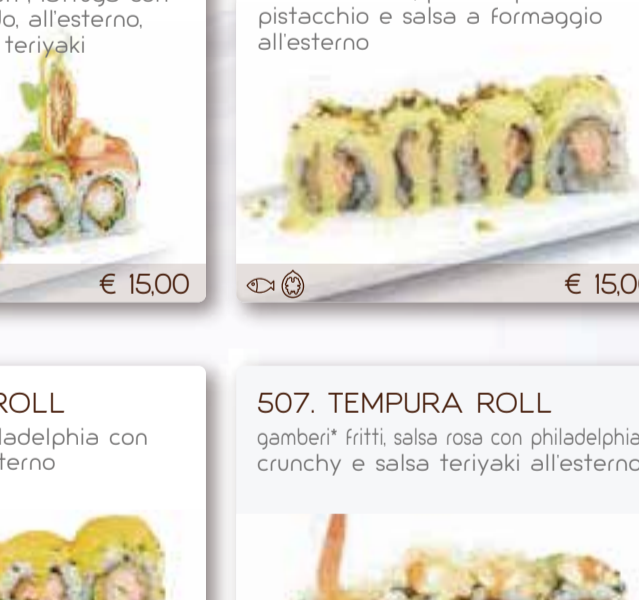 do, all'esterno,
teriyaki
€ 15,00
pistacchio e salsa a formaggio
all'esterno
€ 15,0
ROLL
ladelphia con
terno
507. TEMPURA ROLL
gamberi* fritti, salsa rosa con philadelphia
crunchy e salsa teriyaki all'esterno